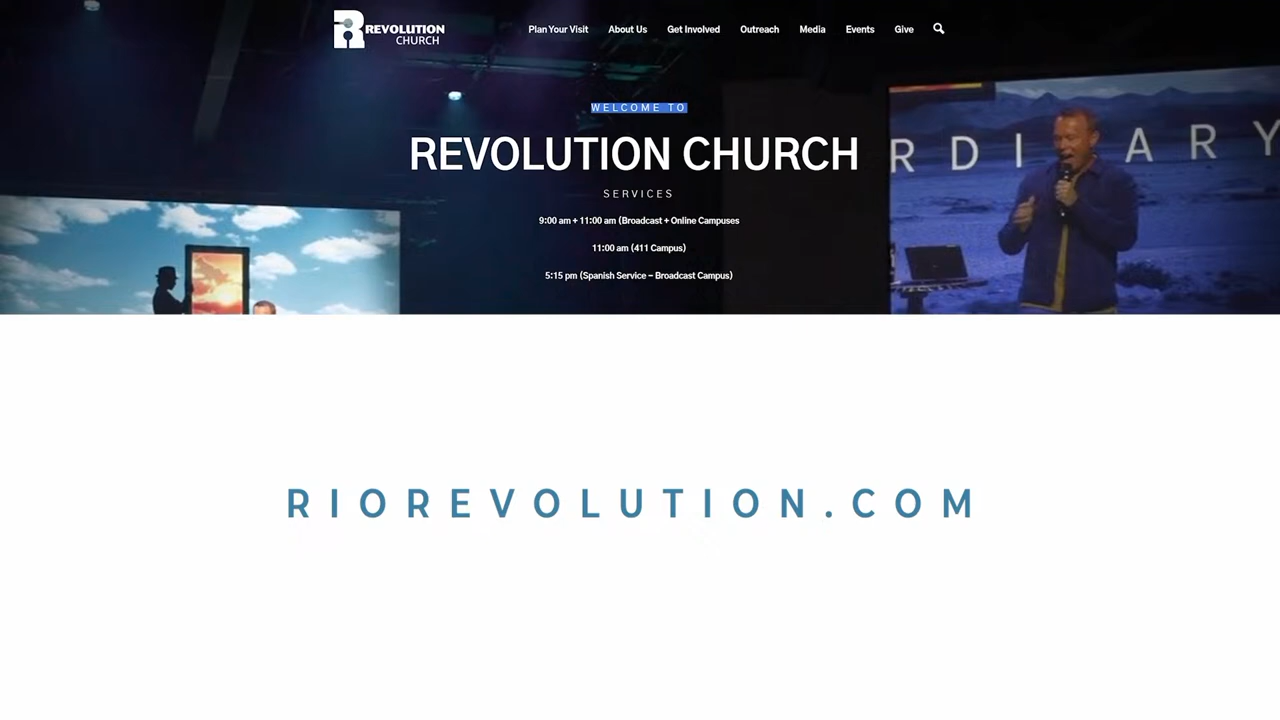 REVOLUTION
CHURCH
Plan Your Visit About Us Get Involved Outreach Media Events Give
WELCOME TO
REVOLUTION CHURCH
SERVICES
9:00 am + 11:00 am (Broadcast + Online Campuses
11:00 am (411 Campus)
5:15 pm (Spanish Service – Broadcast Campus)
RDI ARY
RIOREVOLUTION.COM